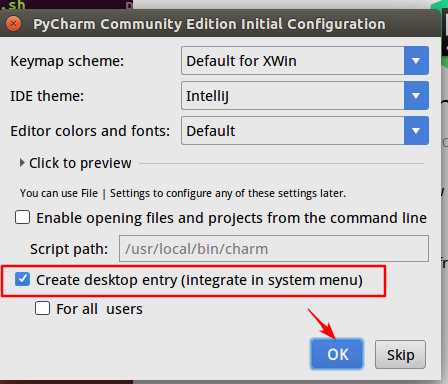 .sh
PyCharm Community Edition Initial Configuration
Keymap scheme: Default for XWin
IDE theme: IntelliJ
Editor colors and fonts: Default
Click to preview
You can use File | Settings to configure any of these settings later.
Enable opening files and projects from the command line
Script path: /usr/local/bin/charm
Create desktop entry (integrate in system menu)
For all  users
OK Skip